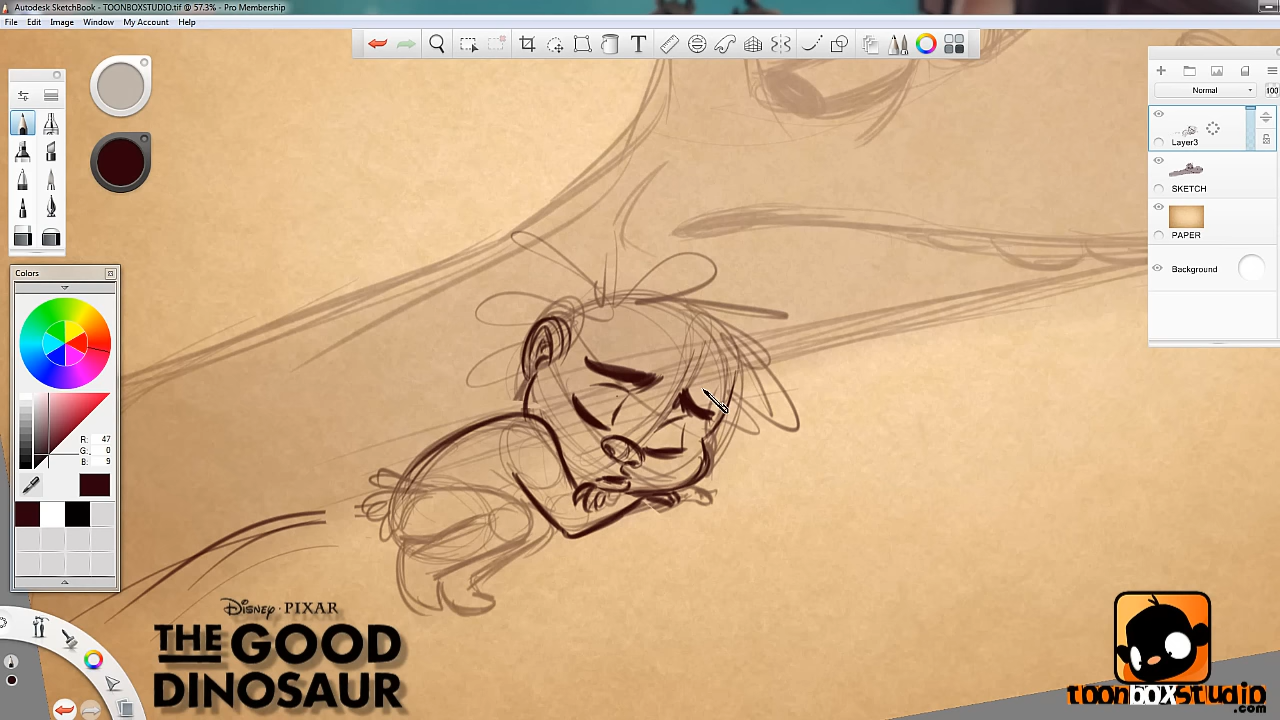 Autodesk SketchBook - TOONBOXSTUDIO.tif @ 57.3% - Pro Membership
File Edit Image Window My Account Help
T
Normal 100
Layer3
SKETCH
PAPER
Background
Colors
R: 47
G: 0
B: 9
Disney · PIXAR
THE GOOD
DINOSAUR
toonboxstudio
.com